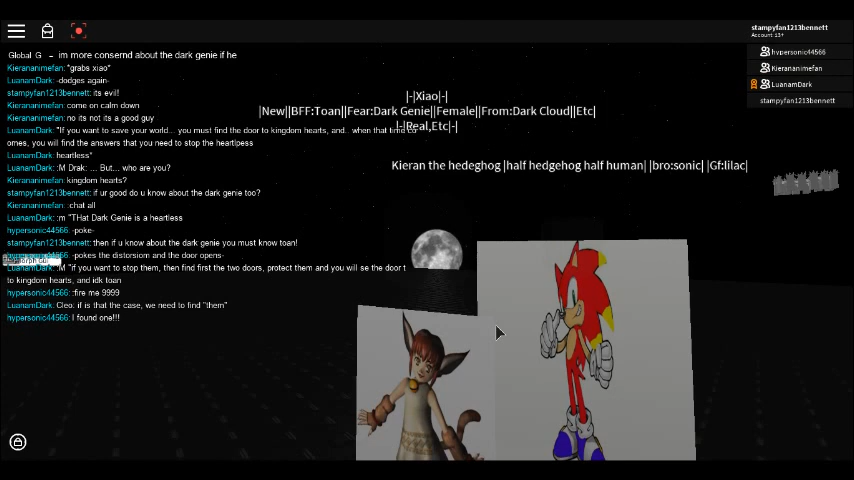 stampyfan1213bennett
Account: 13+
hypersonic44566
Kierananimefan
LuanamDark
stampyfan1213bennett
Global G - im more consernd about the dark genie if he
Kierananimefan: "grabs xiao"
LuanamDark: -dodges again-
stampyfan1213bennett: its evil!
Kierananimefan: come on calm down
Kierananimefan: no its not its a good guy
LuanamDark: "If you want to save your world... you must find the door to kingdom hearts, and.. when that time co
omes, you will find the answers that you need to stop the heartlpess
LuanamDark: heartless"
LuanamDark: :M Drak: ... But... who are you?
Kierananimefan: kingdom hearts?
stampyfan1213bennett: if ur good do u know about the dark genie too?
Kierananimefan: :chat all
LuanamDark: :m "THat Dark Genie is a heartless
hypersonic44566: -poke-
stampyfan1213bennett: then if u know about the dark genie you must know toan!
hypersonic44566: -pokes the distorsiom and the door opens-
LuanamDark: :M "if you want to stop them, then find first the two doors, protect them and you will se the door t
to kingdom hearts, and idk toan
hypersonic44566: :fire me 9999
LuanamDark: Cleo: if is that the case, we need to find "them"
hypersonic44566: I found one!!!
|-|Xiao|-|
|New||BFF:Toan||Fear:Dark Genie||Female||From:Dark Cloud||Etc|
|-|Real,Etc|-|
Kieran the hedeghog |half hedgehog half human| |bro:sonic| |Gf:lilac|